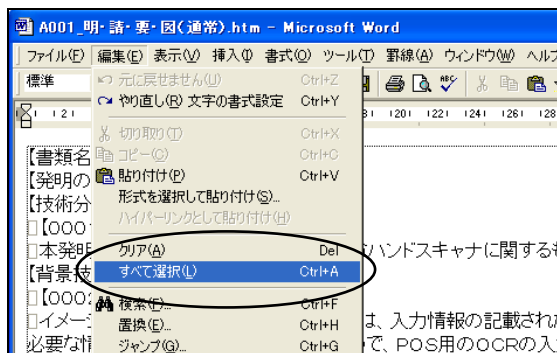 A001_明・請・要・図(通常).htm - Microsoft Word
ファイル(F) 編集(E) 表示(V) 挿入(I) 書式(O) ツール(T) 罫線(A) ウィンドウ(W) ヘル
標準
元に戻せません(U) Ctrl+Z
やり直し(R) 文字の書式設定 Ctrl+Y
切り取り(T) Ctrl+X
コピー(C) Ctrl+C
貼り付け(P) Ctrl+V
形式を選択して貼り付け(S)...
ハイパーリンクとして貼り付け(H)
クリア(A) Del
すべて選択(L) Ctrl+A
検索(F)... Ctrl+F
置換(E)... Ctrl+H
ジャンプ(G)... Ctrl+G
120 122 124 126 128
【書類名
【発明の
【技術分
【000
本発明 ハンドスキャナに関する
【背景技
【0002
イメー は、入力情報の記載され
必要な情 で、POS用のOCRの入